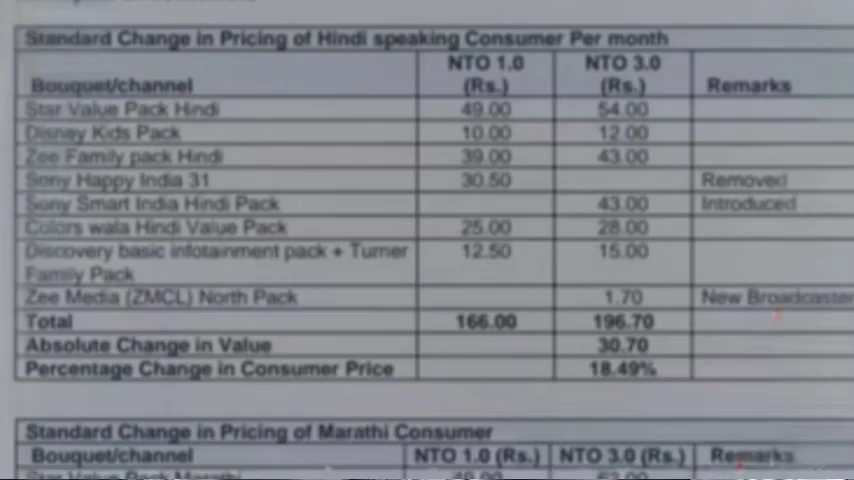 Standard Change in Pricing of Hindi speaking Consumer Per month
Bouquet/channel NTO 1.0 (Rs.) NTO 3.0 (Rs.) Remarks
Star Value Pack Hindi 49.00 54.00
Disney Kids Pack 10.00 12.00
Zee Family pack Hindi 39.00 43.00
Sony Happy India 31 30.50 Removed
Sony Smart India Hindi Pack 43.00 Introduced
Colors wala Hindi Value Pack 25.00 28.00
Discovery basic infotainment pack + Turner 12.50 15.00
Family Pack
Zee Media (ZMCL) North Pack 1.70 New Broadcaster
Total 166.00 196.70
Absolute Change in Value 30.70
Percentage Change in Consumer Price 18.49%
Standard Change in Pricing of Marathi Consumer
Bouquet/channel NTO 1.0 (Rs.) NTO 3.0 (Rs.) Remarks
Star Value Pack Marathi